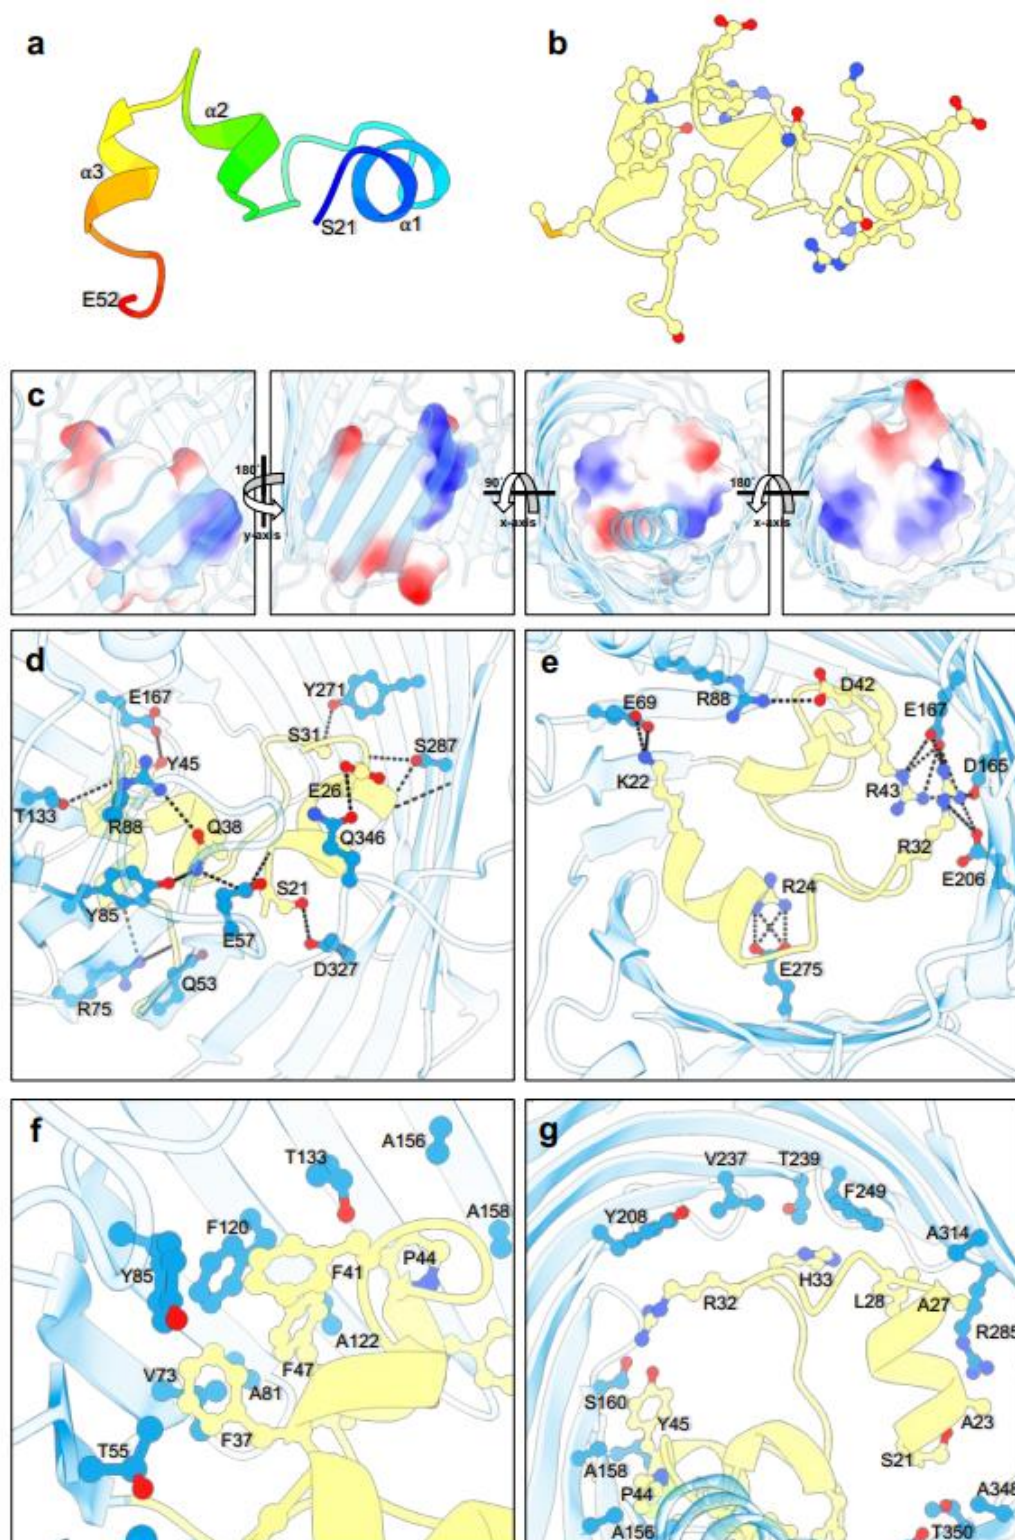 a
α2
α3
S21
α1
E52
b
c
180°
y-axis
90°
x-axis
180°
x-axis
d
E167
Y271
S31
S287
Y45
E26
T133
R88
Q38
Q346
S21
Y85
E57
D327
Q53
R75
e
E69
R88
D42
E167
K22
D165
R43
R32
E206
R24
E275
f
A156
T133
A158
F120
P44
Y85
F41
A122
F47
V73
A81
F37
T55
g
V237
T239
F249
Y208
A314
H33
R32
L28
A27
R285
S160
Y45
A23
S21
A158
P44
A348
A156
T350